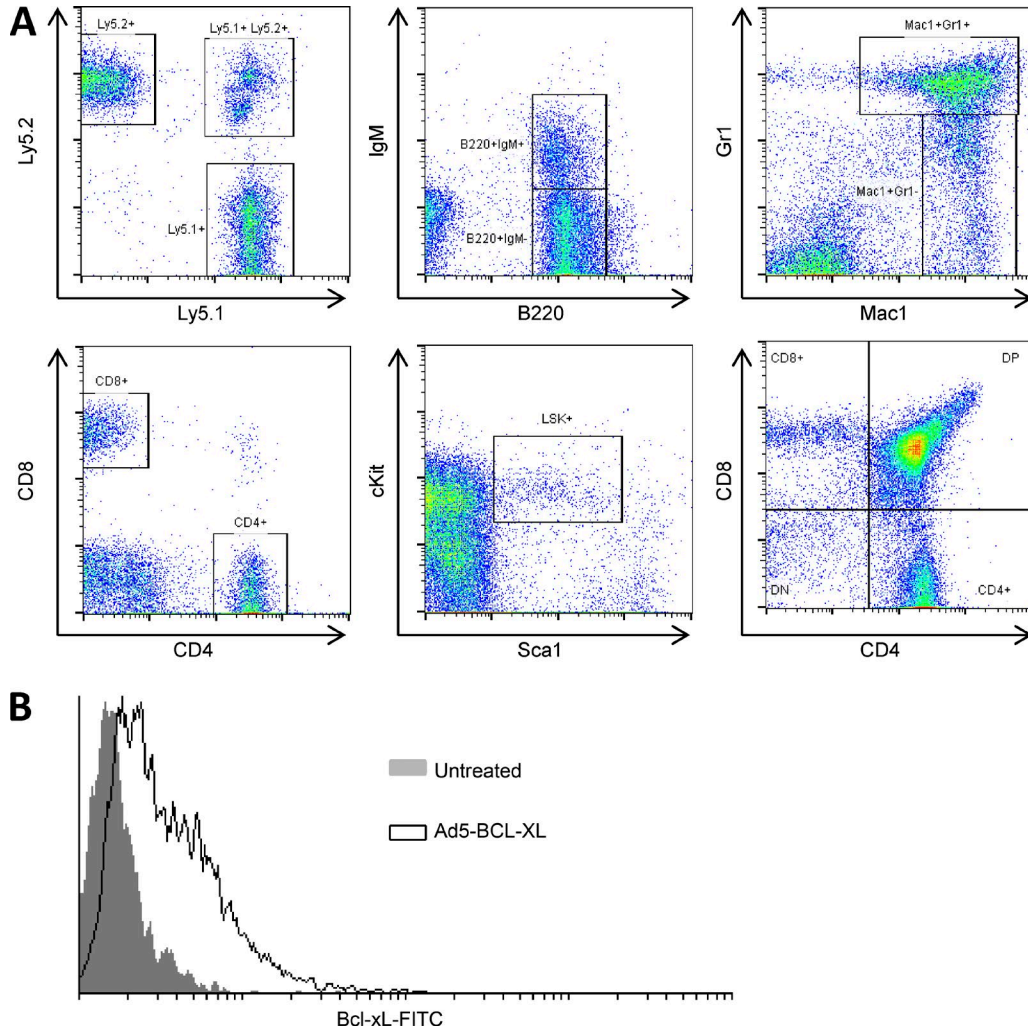 A
Ly5.2+
Ly5.1+ Ly5.2+
Ly5.1+
Ly5.2
Ly5.1
B220+IgM+
B220+IgM-
IgM
B220
Mac1+Gr1+
Mac1+Gr1-
Gr1
Mac1
CD8+
CD4+
CD8
CD4
LSK+
cKit
Sca1
CD8+
DP
DN
CD4+
CD8
CD4
B
Untreated
Ad5-BCL-XL
Bcl-xL-FITC